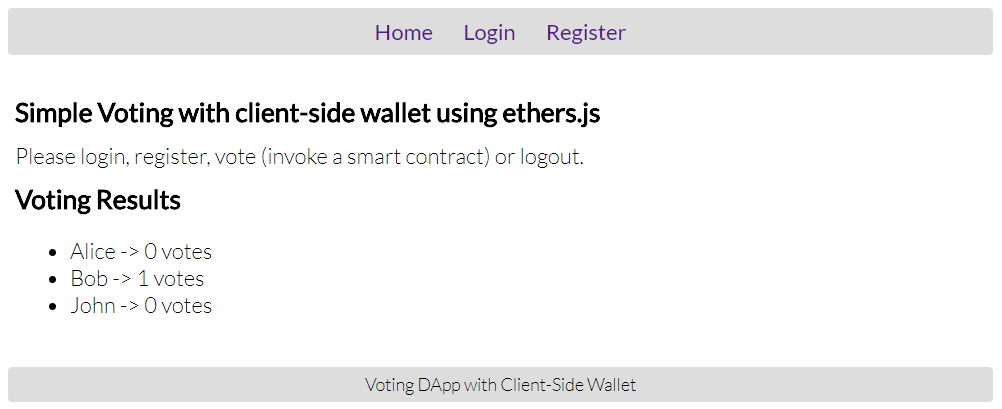 Home Login Register
Simple Voting with client-side wallet using ethers.js
Please login, register, vote (invoke a smart contract) or logout.
Voting Results
• Alice -> 0 votes
• Bob -> 1 votes
• John -> 0 votes
Voting DApp with Client-Side Wallet